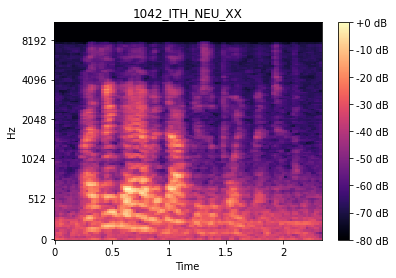 1042_ITH_NEU_XX
8192
4096
2048
1024
512
0
Hz
0
0.5
1
1.5
2
Time
+0 dB
-10 dB
-20 dB
-30 dB
-40 dB
-50 dB
-60 dB
-70 dB
-80 dB